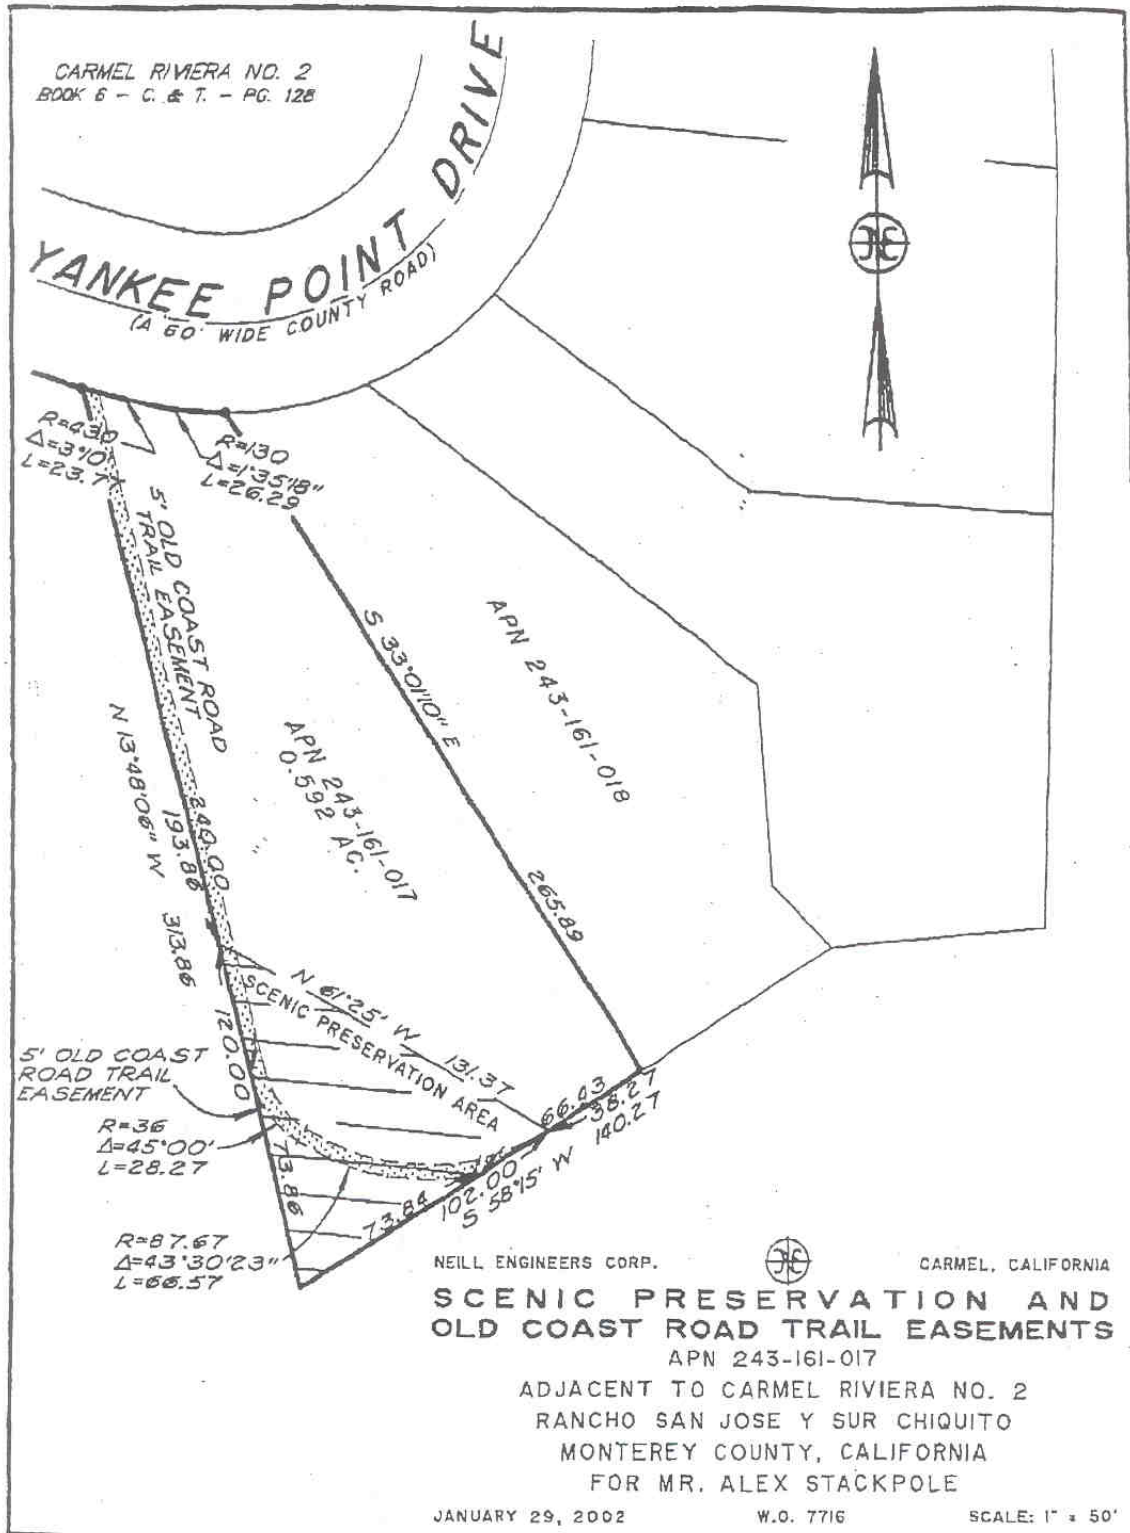 CARMEL RIVIERA NO. 2
BOOK 6 - C. & T. - PG. 128
YANKEE POINT DRIVE
(A 60' WIDE COUNTY ROAD)
R=430
Δ=3°10'
L=23.77
R=130
Δ=1°35'18"
L=26.29
5' OLD COAST ROAD
TRAIL EASEMENT
S 33°01'10" E
265.89
APN 243-161-018
APN 243-161-017
0.592 AC.
N 13°48'06" W
313.86
193.86
240.00
120.00
N 61°25' W
131.37
SCENIC PRESERVATION AREA
5' OLD COAST
ROAD TRAIL
EASEMENT
R=36
Δ=45°00'
L=28.27
73.86
R=87.67
Δ=43°30'23"
L=66.57
73.84
102.00
S 58°15' W
66.43
38.27
140.27
NEILL ENGINEERS CORP.
CARMEL, CALIFORNIA
SCENIC PRESERVATION AND
OLD COAST ROAD TRAIL EASEMENTS
APN 243-161-017
ADJACENT TO CARMEL RIVIERA NO. 2
RANCHO SAN JOSE Y SUR CHIQUITO
MONTEREY COUNTY, CALIFORNIA
FOR MR. ALEX STACKPOLE
JANUARY 29, 2002
W.O. 7716
SCALE: 1" = 50'